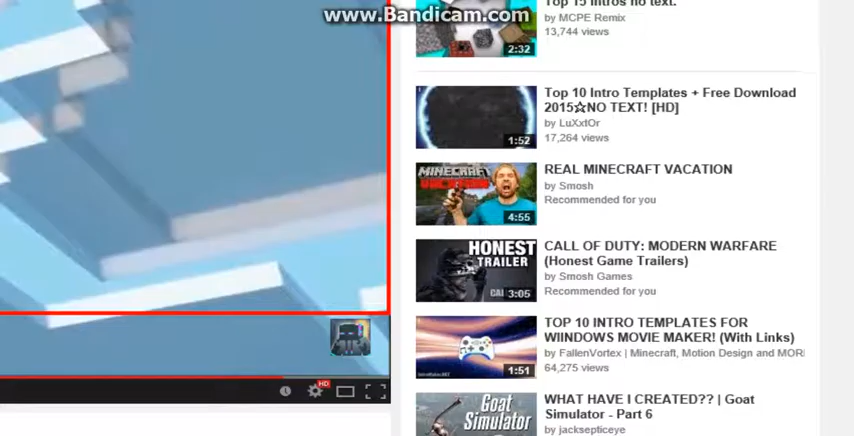 www.Bandicam.com
Top 15 Intros no text.
by MCPE Remix
13,744 views
2:32
Top 10 Intro Templates + Free Download
2015☆NO TEXT! [HD]
by LuXxtOr
17,264 views
1:52
REAL MINECRAFT VACATION
by Smosh
Recommended for you
MINECRAFT
VACATION
4:55
CALL OF DUTY: MODERN WARFARE
(Honest Game Trailers)
by Smosh Games
Recommended for you
HONEST
TRAILER
CAL
3:05
TOP 10 INTRO TEMPLATES FOR
WIINDOWS MOVIE MAKER! (With Links)
by FallenVortex | Minecraft, Motion Design and MOR
64,275 views
1:51
WHAT HAVE I CREATED?? | Goat
Simulator - Part 6
by jacksepticeye
Goat
Simulator
HD